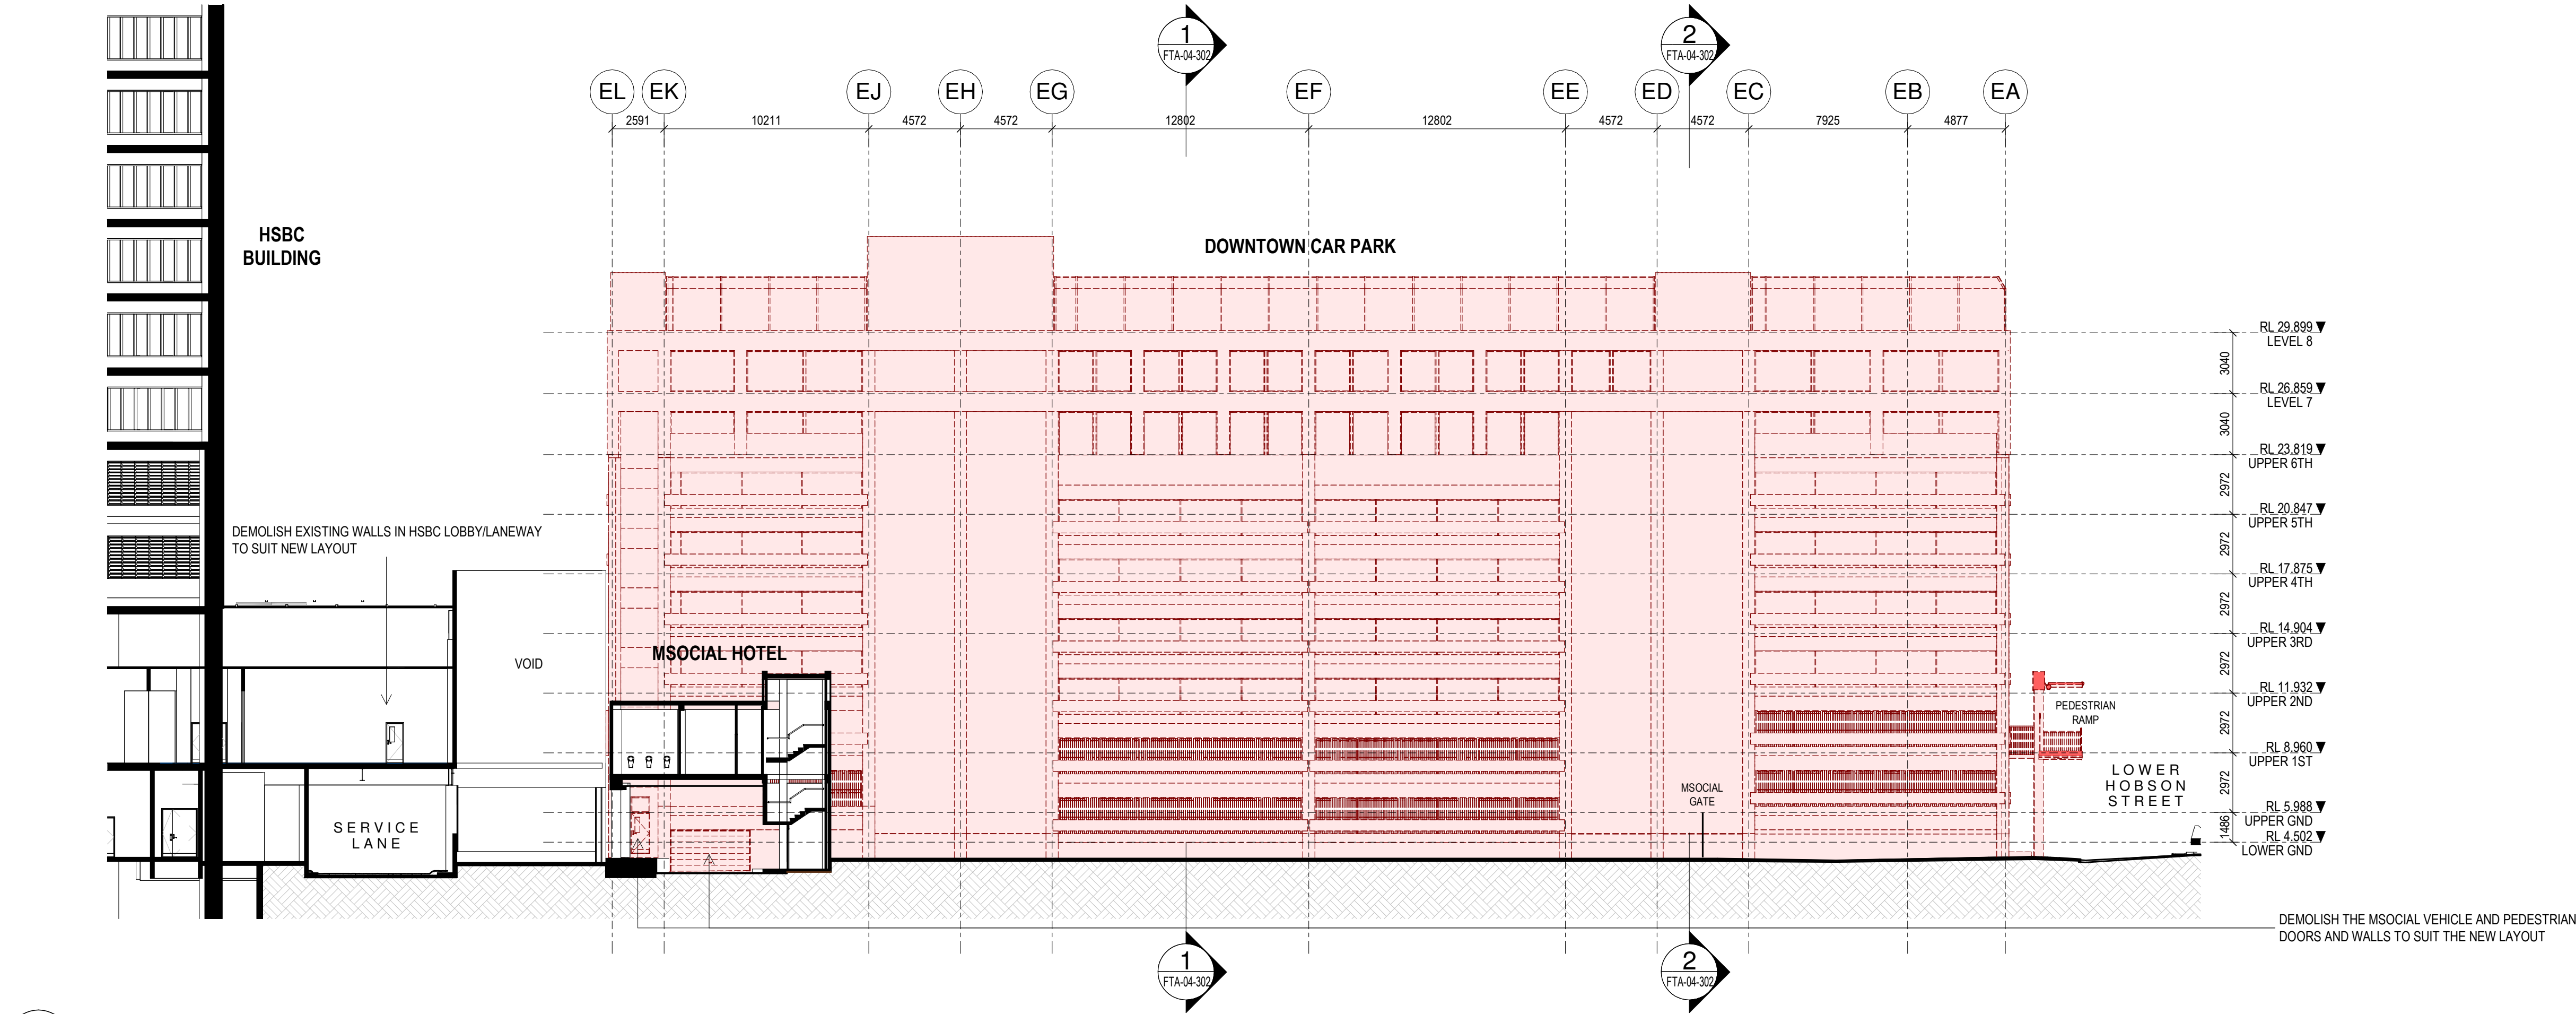 1
FTA-04-302
2
FTA-04-302
EL EK EJ EH EG EF EE ED EC EB EA
2591 10211 4572 4572 12802 12802 4572 4572 7925 4877
HSBC
BUILDING
DOWNTOWN CAR PARK
RL 29.899
LEVEL 8
3040
RL 26.859
LEVEL 7
3040
RL 23.819
UPPER 6TH
2972
RL 20.847
UPPER 5TH
2972
RL 17.875
UPPER 4TH
2972
RL 14.904
UPPER 3RD
2972
RL 11.932
UPPER 2ND
2972
RL 8.960
UPPER 1ST
2972
RL 5.988
UPPER GND
1486
RL 4.502
LOWER GND
DEMOLISH EXISTING WALLS IN HSBC LOBBY/LANEWAY
TO SUIT NEW LAYOUT
VOID
MSOCIAL HOTEL
PEDESTRIAN
RAMP
LOWER
HOBSON
STREET
MSOCIAL
GATE
SERVICE
LANE
DEMOLISH THE MSOCIAL VEHICLE AND PEDESTRIAN
DOORS AND WALLS TO SUIT THE NEW LAYOUT
1
FTA-04-302
2
FTA-04-302